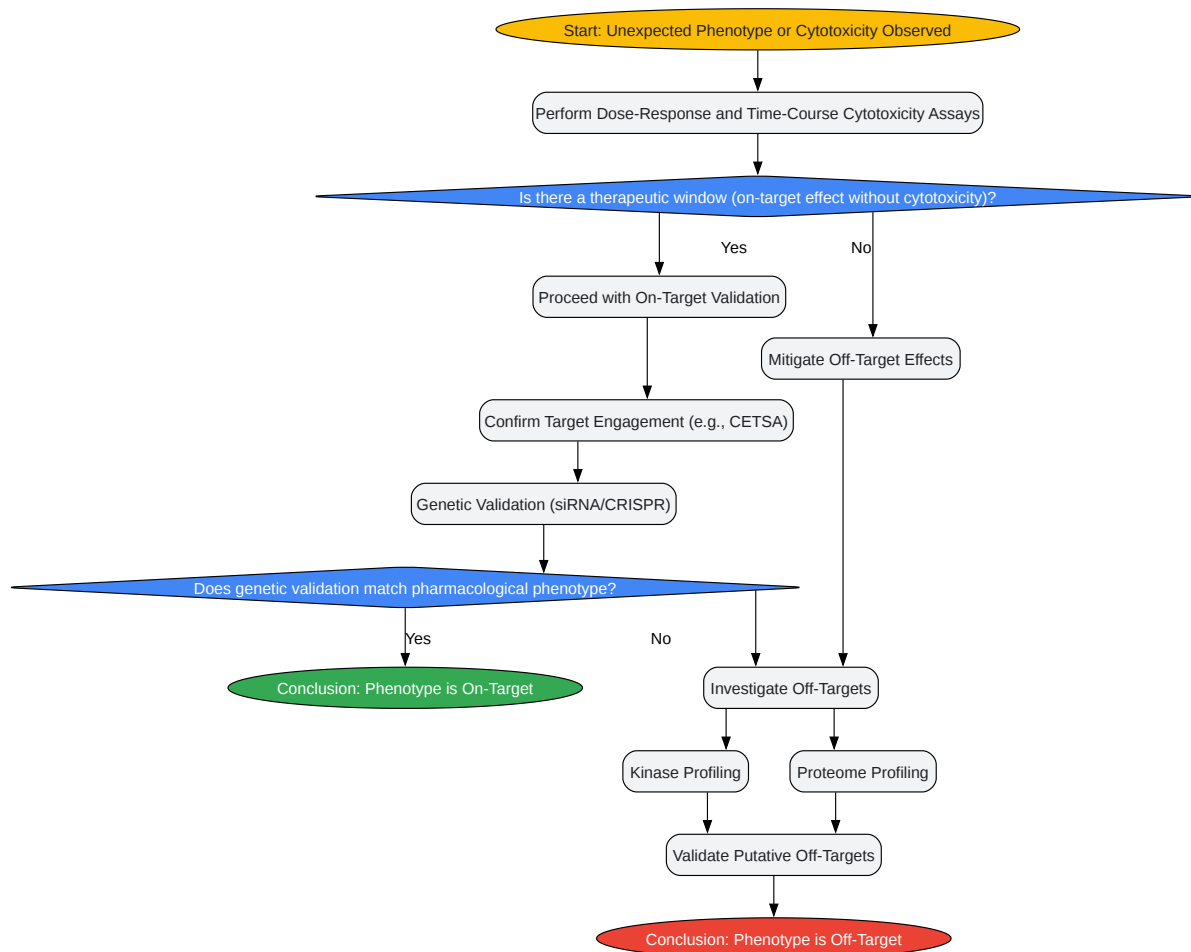 Start: Unexpected Phenotype or Cytotoxicity Observed
Perform Dose-Response and Time-Course Cytotoxicity Assays
Is there a therapeutic window (on-target effect without cytotoxicity)?
Yes
No
Proceed with On-Target Validation
Mitigate Off-Target Effects
Confirm Target Engagement (e.g., CETSA)
Genetic Validation (siRNA/CRISPR)
Does genetic validation match pharmacological phenotype?
Yes
No
Conclusion: Phenotype is On-Target
Investigate Off-Targets
Kinase Profiling
Proteome Profiling
Validate Putative Off-Targets
Conclusion: Phenotype is Off-Target